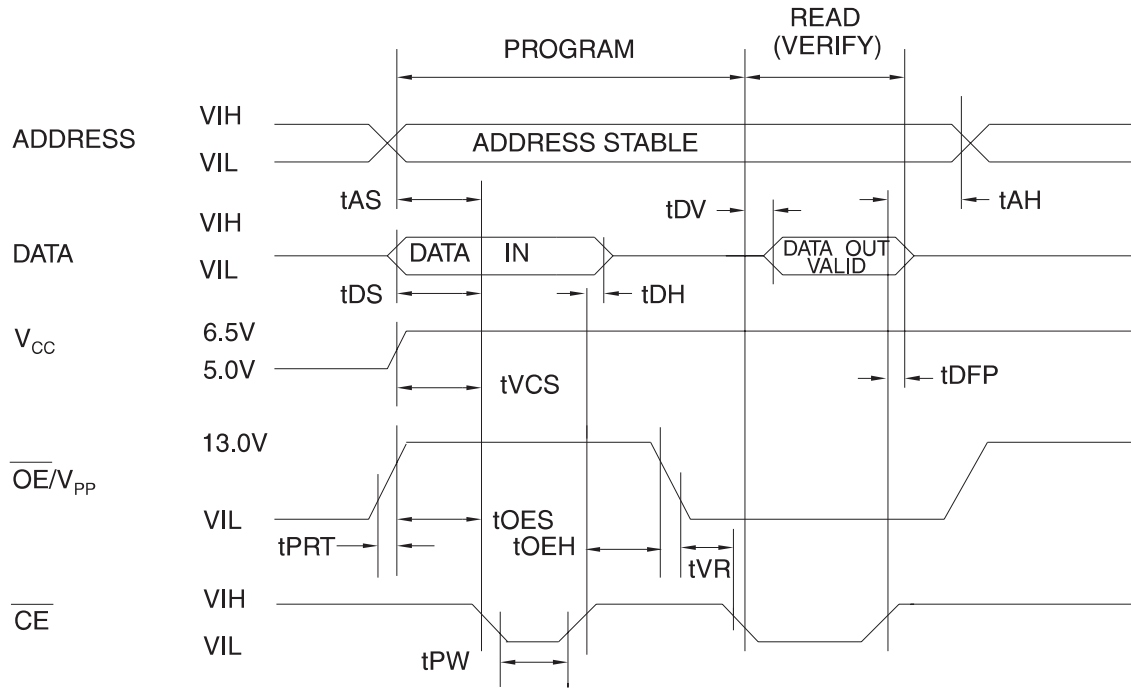 READ
(VERIFY)
PROGRAM
ADDRESS
VIH
VIL
ADDRESS STABLE
tAS
tDV
tAH
DATA
VIH
VIL
DATA IN
DATA OUT
VALID
tDS
tDH
VCC
6.5V
5.0V
tVCS
tDFP
OE/VPP
13.0V
VIL
tOES
tPRT
tOEH
tVR
CE
VIH
VIL
tPW